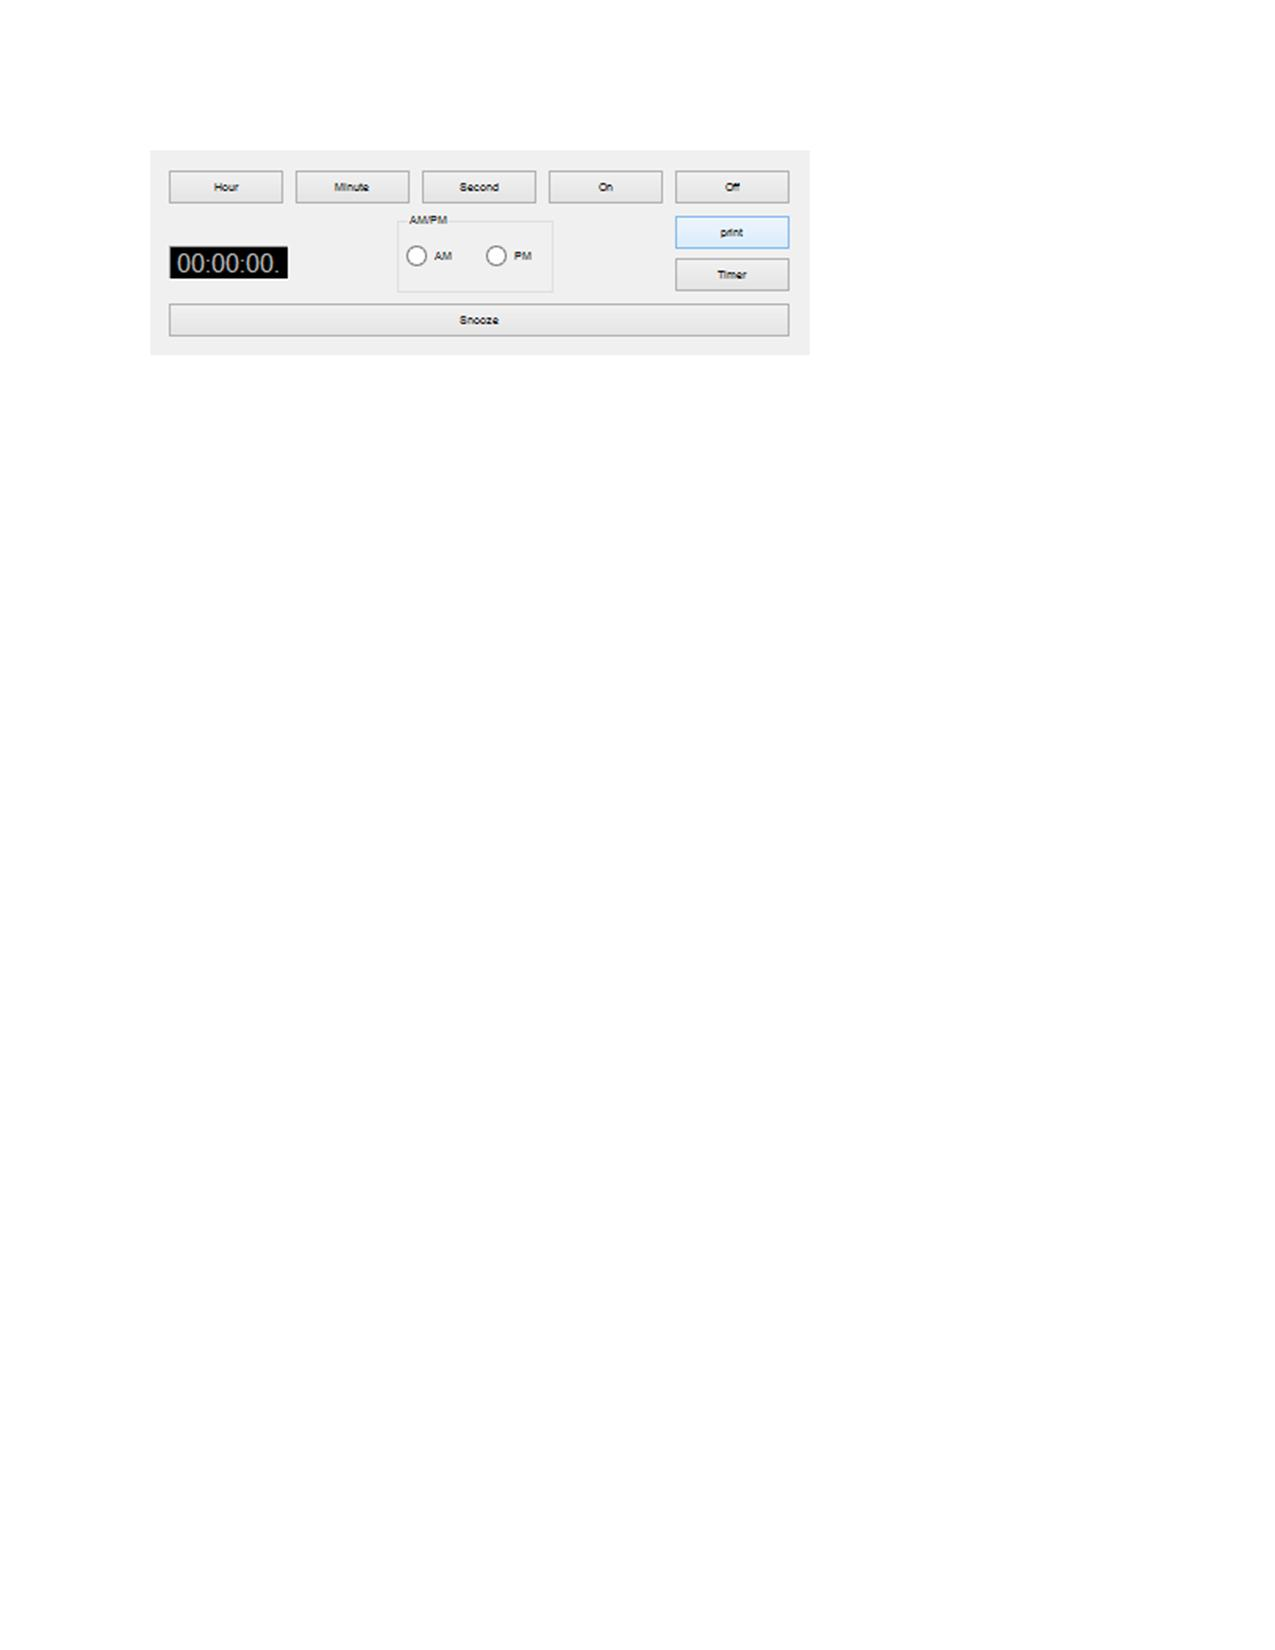 Hour Minute Second On Off
AM/PM
print
00:00:00. AM PM
Timer
Snooze